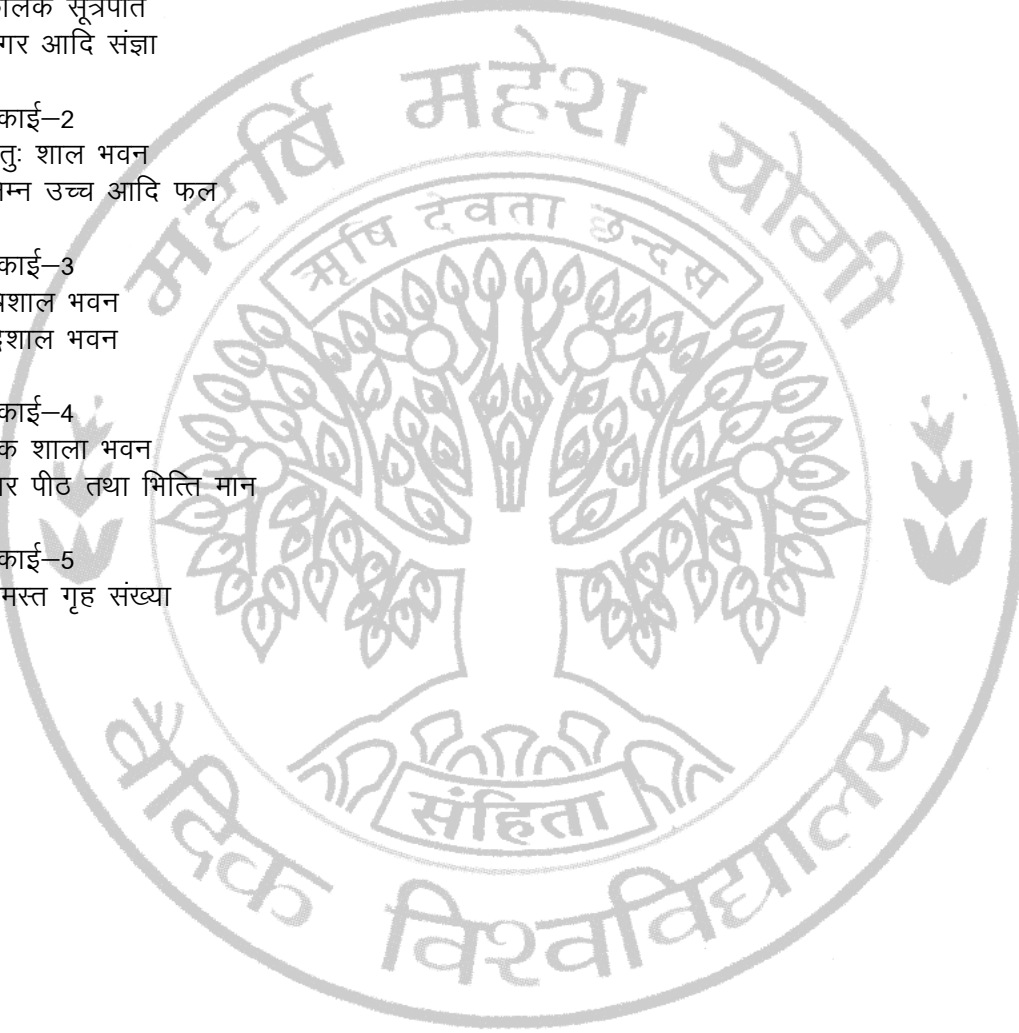 सूत्रपात
गर आदि संज्ञा
काई–2
तुः शाल भवन
म्न उच्च आदि फल
काई–3
शाल भवन
शाल भवन
काई–4
क शाला भवन
पीठ तथा भित्ति मान
काई–5
मस्त गृह संख्या
महर्षि महेश योगी
ऋषि देवता छन्दस
संहिता
वैदिक विश्वविद्यालय